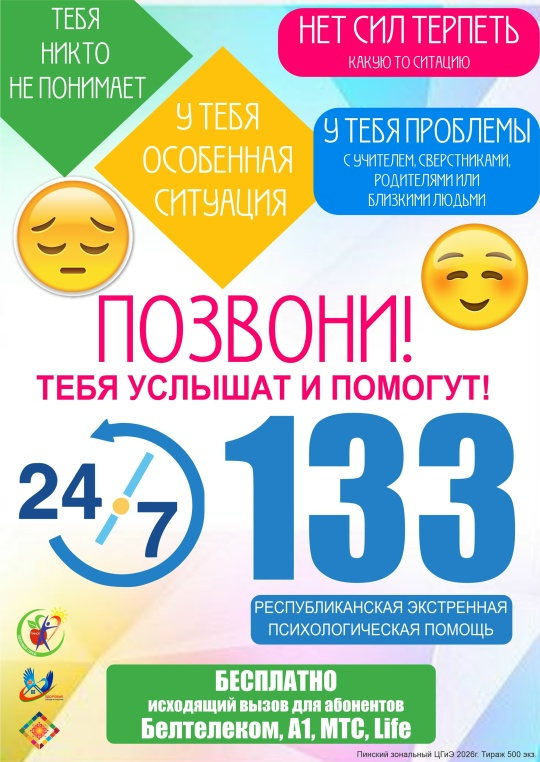 ТЕБЯ
НИКТО
НЕ ПОНИМАЕТ
У ТЕБЯ
ОСОБЕННАЯ
СИТУАЦИЯ
НЕТ СИЛ ТЕРПЕТЬ
КАКУЮ ТО СИТАЦИЮ
У ТЕБЯ ПРОБЛЕМЫ
С УЧИТЕЛЕМ, СВЕРСТНИКАМИ,
РОДИТЕЛЯМИ ИЛИ
БЛИЗКИМИ ЛЮДЬМИ
ПОЗВОНИ!
ТЕБЯ УСЛЫШАТ И ПОМОГУТ!
24/7
133
РЕСПУБЛИКАНСКАЯ ЭКСТРЕННАЯ
ПСИХОЛОГИЧЕСКАЯ ПОМОЩЬ
БЕСПЛАТНО
исходящий вызов для абонентов
Белтелеком, А1, МТС, Life
Пинский зональный ЦГиЭ 2026г. Тираж 500 экз.